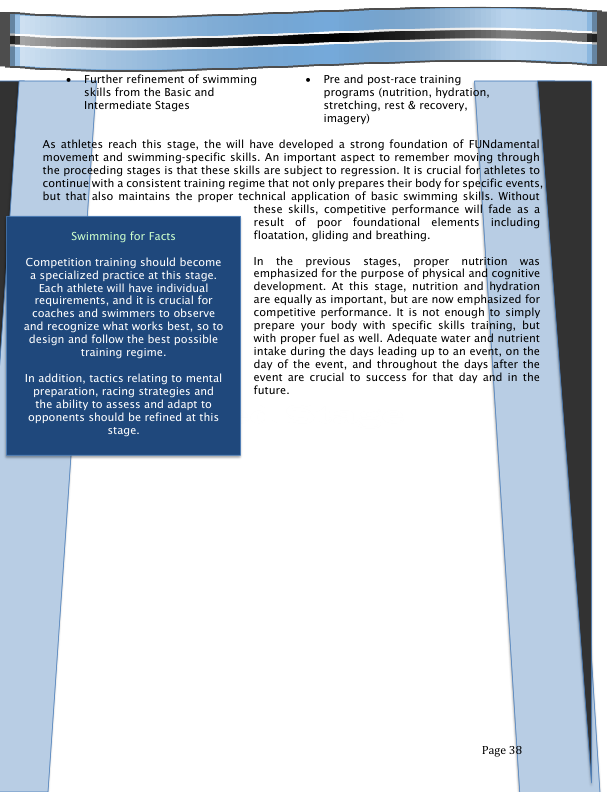 • Further refinement of swimming
skills from the Basic and
Intermediate Stages
• Pre and post-race training
programs (nutrition, hydration,
stretching, rest & recovery,
imagery)
As athletes reach this stage, the will have developed a strong foundation of FUNdamental
movement and swimming-specific skills. An important aspect to remember moving through
the proceeding stages is that these skills are subject to regression. It is crucial for athletes to
continue with a consistent training regime that not only prepares their body for specific events,
but that also maintains the proper technical application of basic swimming skills. Without
these skills, competitive performance will fade as a
result of poor foundational elements including
floatation, gliding and breathing.
Swimming for Facts
Competition training should become
a specialized practice at this stage.
Each athlete will have individual
requirements, and it is crucial for
coaches and swimmers to observe
and recognize what works best, so to
design and follow the best possible
training regime.
In addition, tactics relating to mental
preparation, racing strategies and
the ability to assess and adapt to
opponents should be refined at this
stage.
In the previous stages, proper nutrition was
emphasized for the purpose of physical and cognitive
development. At this stage, nutrition and hydration
are equally as important, but are now emphasized for
competitive performance. It is not enough to simply
prepare your body with specific skills training, but
with proper fuel as well. Adequate water and nutrient
intake during the days leading up to an event, on the
day of the event, and throughout the days after the
event are crucial to success for that day and in the
future.
Page 38